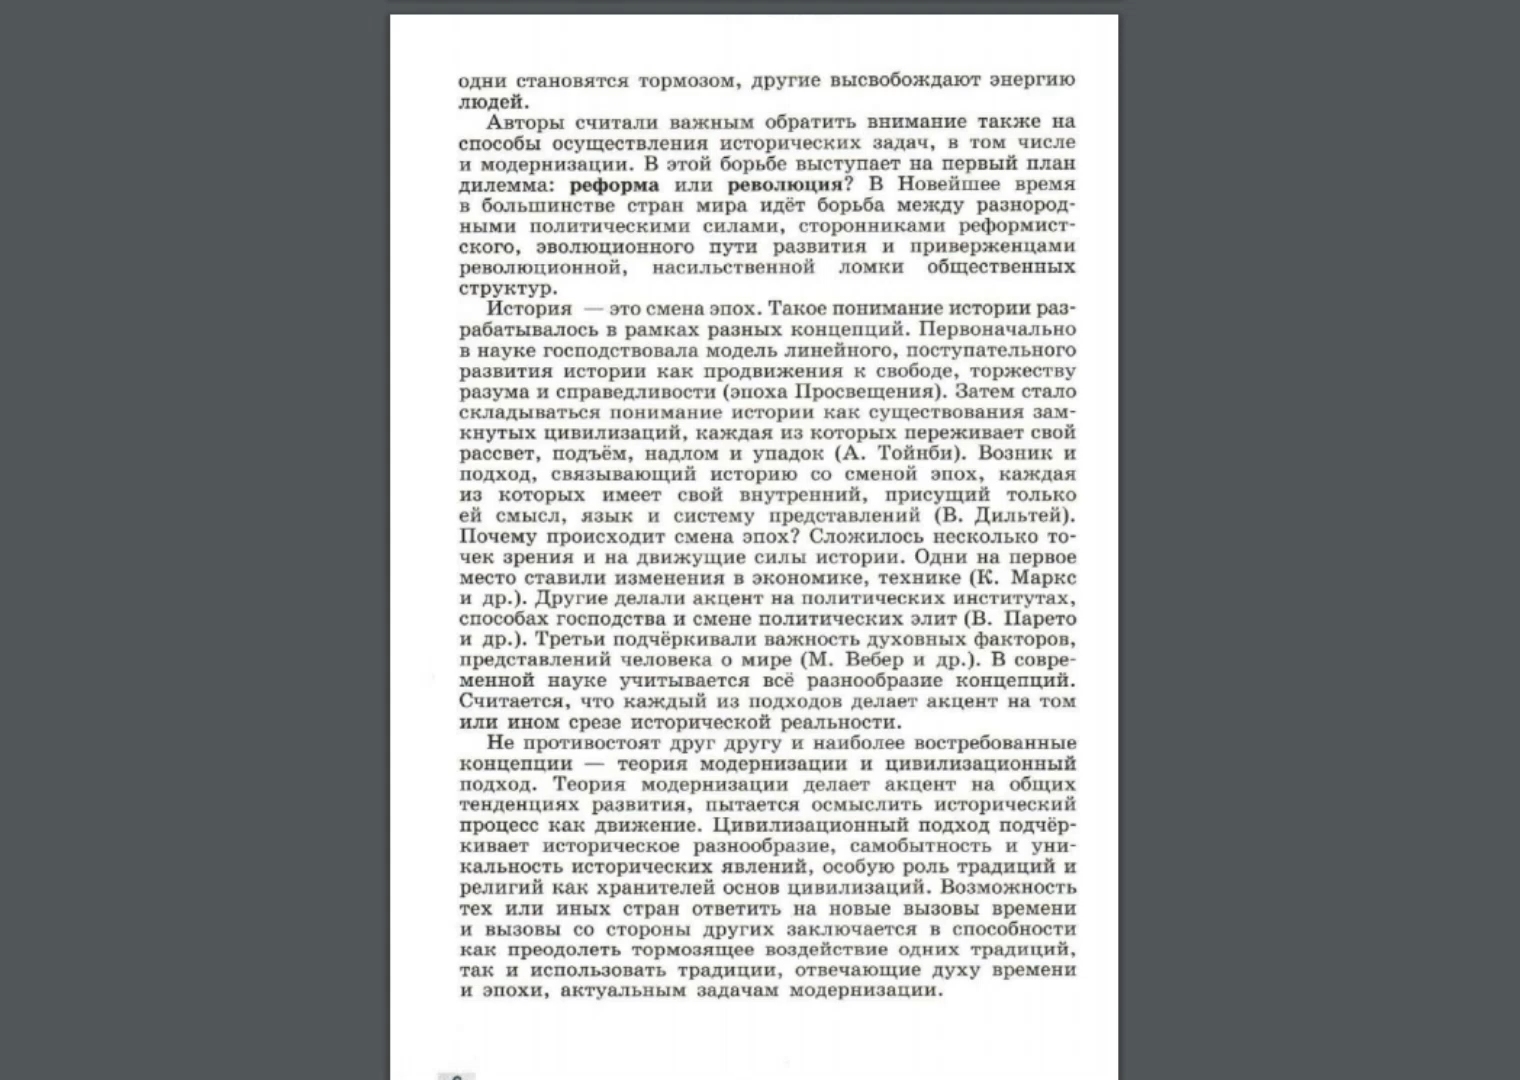 одни становятся тормозом, другие высвобождают энергию
людей.
Авторы считали важным обратить внимание также на
способы осуществления исторических задач, в том числе
и модернизации. В этой борьбе выступает на первый план
дилемма: реформа или революция? В Новейшее время
в большинстве стран мира идёт борьба между разнород-
ными политическими силами, сторонниками реформист-
ского, эволюционного пути развития и приверженцами
революционной, насильственной ломки общественных
структур.
История — это смена эпох. Такое понимание истории раз-
рабатывалось в рамках разных концепций. Первоначально
в науке господствовала модель линейного, поступательного
развития истории как продвижения к свободе, торжеству
разума и справедливости (эпоха Просвещения). Затем стало
складываться понимание истории как существования зам-
кнутых цивилизаций, каждая из которых переживает свой
рассвет, подъём, надлом и упадок (А. Тойнби). Возник и
подход, связывающий историю со сменой эпох, каждая
из которых имеет свой внутренний, присущий только
ей смысл, язык и систему представлений (В. Дильтей).
Почему происходит смена эпох? Сложилось несколько то-
чек зрения и на движущие силы истории. Одни на первое
место ставили изменения в экономике, технике (К. Маркс
и др.). Другие делали акцент на политических институтах,
способах господства и смене политических элит (В. Парето
и др.). Третьи подчёркивали важность духовных факторов,
представлений человека о мире (М. Вебер и др.). В совре-
менной науке учитывается всё разнообразие концепций.
Считается, что каждый из подходов делает акцент на том
или ином срезе исторической реальности.
Не противостоят друг другу и наиболее востребованные
концепции — теория модернизации и цивилизационный
подход. Теория модернизации делает акцент на общих
тенденциях развития, пытается осмыслить исторический
процесс как движение. Цивилизационный подход подчёр-
кивает историческое разнообразие, самобытность и уни-
кальность исторических явлений, особую роль традиций и
религий как хранителей основ цивилизаций. Возможность
тех или иных стран ответить на новые вызовы времени
и вызовы со стороны других заключается в способности
как преодолеть тормозящее воздействие одних традиций,
так и использовать традиции, отвечающие духу времени
и эпохи, актуальным задачам модернизации.